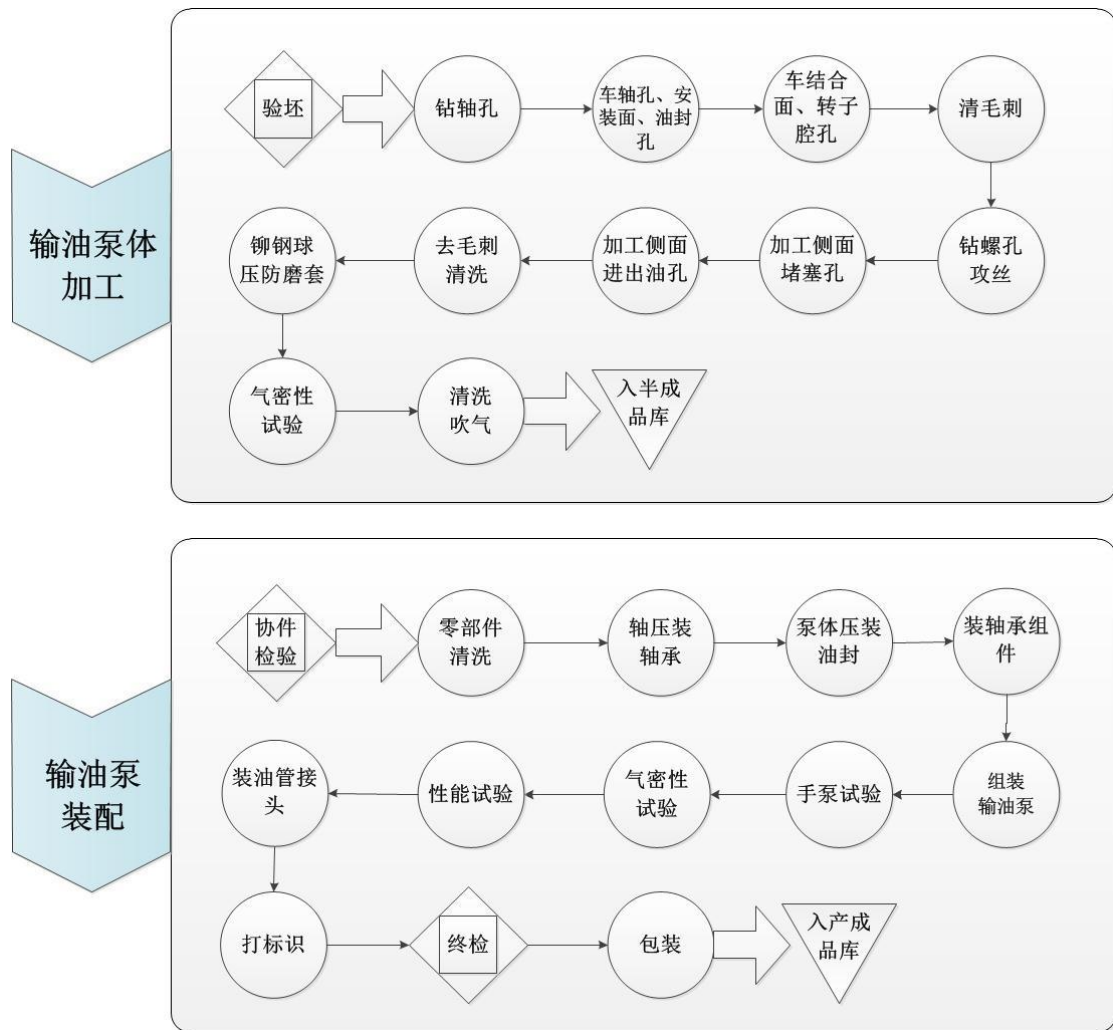 输油泵体
加工
验坯
钻轴孔
车轴孔、安
装面、油封
孔
车结合
面、转子
腔孔
清毛刺
钻螺孔
攻丝
加工侧面
堵塞孔
加工侧面
进出油孔
去毛刺
清洗
铆钢球
压防磨套
气密性
试验
清洗
吹气
入半成
品库
输油泵
装配
协件
检验
零部件
清洗
轴压装
轴承
泵体压装
油封
装轴承组
件
组装
输油泵
手泵试验
气密性
试验
性能试验
装油管接
头
打标识
终检
包装
入产成
品库